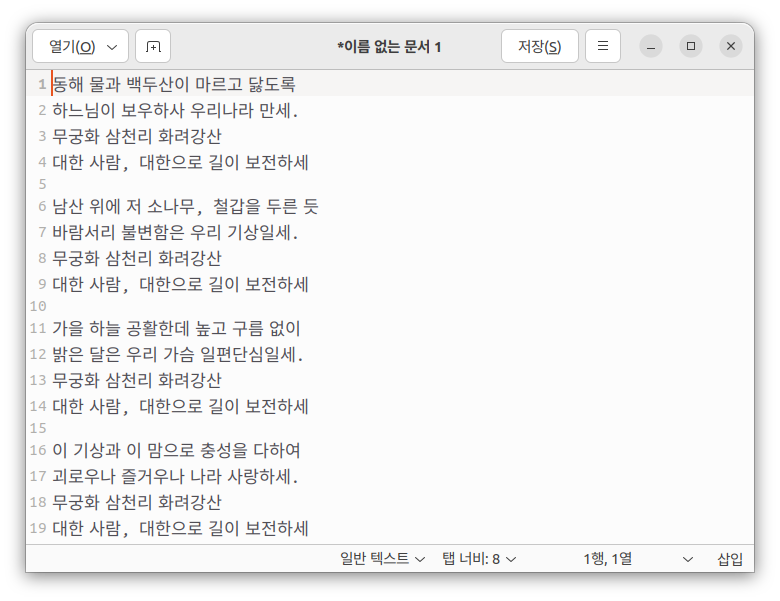 열기(O)
*이름 없는 문서 1
저장(S)
1 동해 물과 백두산이 마르고 닳도록
2 하느님이 보우하사 우리나라 만세.
3 무궁화 삼천리 화려강산
4 대한 사람, 대한으로 길이 보전하세
5
6 남산 위에 저 소나무, 철갑을 두른 듯
7 바람서리 불변함은 우리 기상일세.
8 무궁화 삼천리 화려강산
9 대한 사람, 대한으로 길이 보전하세
10
11 가을 하늘 공활한데 높고 구름 없이
12 밝은 달은 우리 가슴 일편단심일세.
13 무궁화 삼천리 화려강산
14 대한 사람, 대한으로 길이 보전하세
15
16 이 기상과 이 맘으로 충성을 다하여
17 괴로우나 즐거우나 나라 사랑하세.
18 무궁화 삼천리 화려강산
19 대한 사람, 대한으로 길이 보전하세
일반 텍스트 탭 너비: 8 1행, 1열 삽입